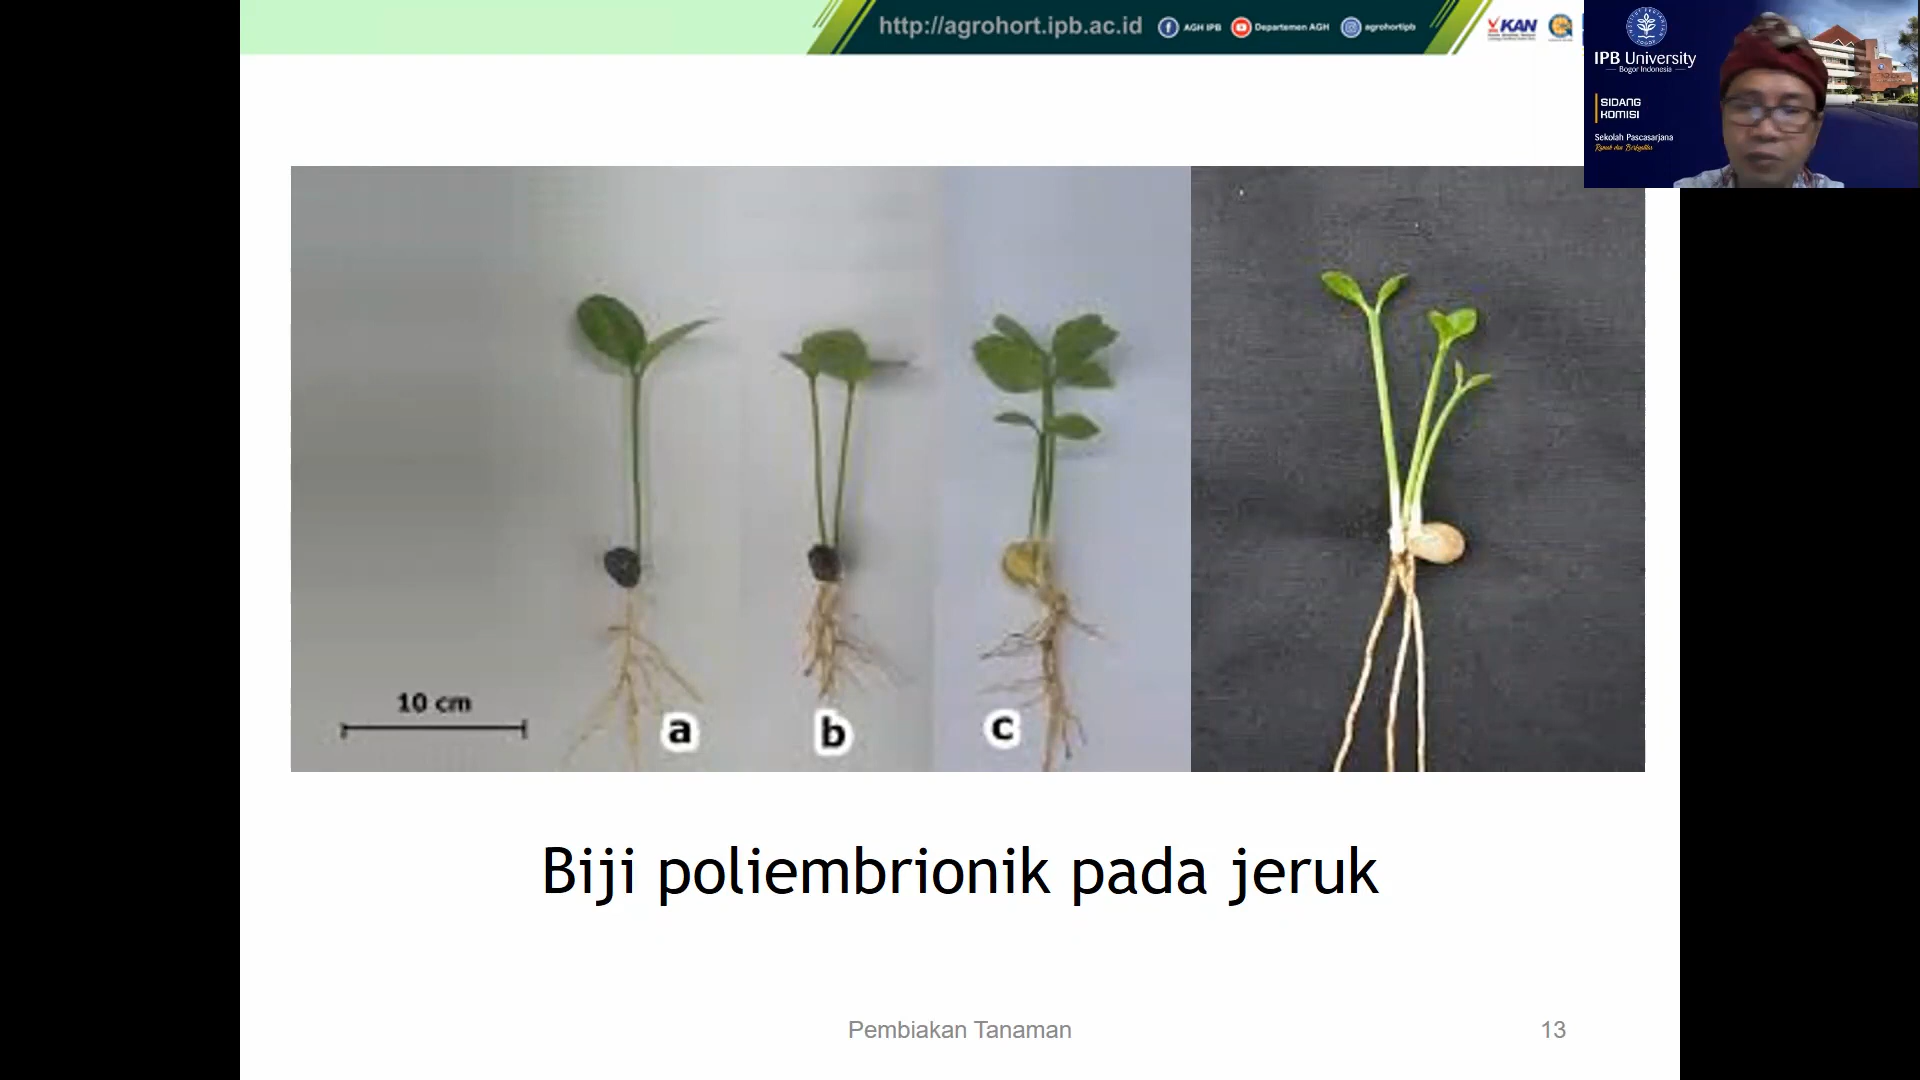 http://agrohort.ipb.ac.id
AGH IPB
Departemen AGH
agrohortipb
KAN
IPB University
Bogor Indonesia
SIDANG
KOMISI
Sekolah Pascasarjana
10 cm
a
b
c
Biji poliembrionik pada jeruk
Pembiakan Tanaman
13